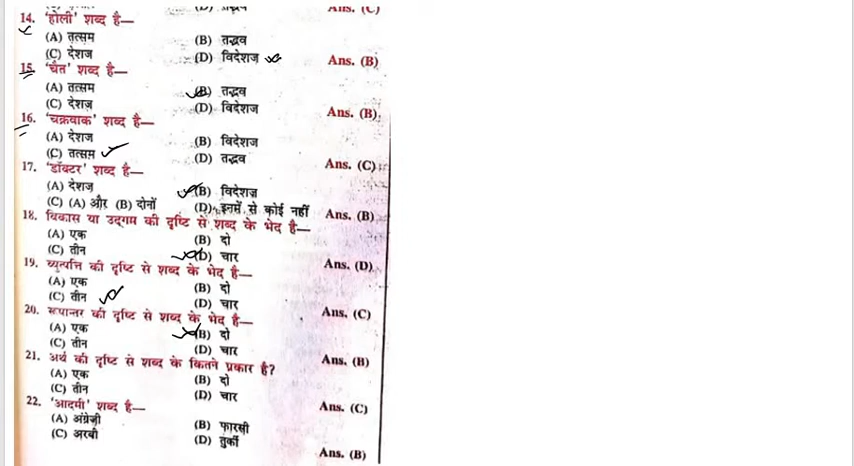 Ans. (C)
14. 'होली' शब्द है—
(A) तत्सम (B) तद्भव
(C) देशज (D) विदेशज
Ans. (B)
15. 'चैत' शब्द है—
(A) तत्सम (B) तद्भव
(C) देशज (D) विदेशज
Ans. (B)
16. 'चक्रवाक' शब्द है—
(A) देशज (B) विदेशज
(C) तत्सम (D) तद्भव
Ans. (C)
17. 'डॉक्टर' शब्द है—
(A) देशज (B) विदेशज
(C) (A) और (B) दोनों (D) इनमें से कोई नहीं
Ans. (B)
18. विकास या उद्गम की दृष्टि से शब्द के भेद है—
(A) एक (B) दो
(C) तीन (D) चार
Ans. (D)
19. व्युत्पत्ति की दृष्टि से शब्द के भेद है—
(A) एक (B) दो
(C) तीन (D) चार
Ans. (C)
20. रूपान्तर की दृष्टि से शब्द के भेद है—
(A) एक (B) दो
(C) तीन (D) चार
Ans. (B)
21. अर्थ की दृष्टि से शब्द के कितने प्रकार है?
(A) एक (B) दो
(C) तीन (D) चार
Ans. (C)
22. 'आदमी' शब्द है—
(A) अंग्रेजी (B) फारसी
(C) अरबी (D) तुर्की
Ans. (B)